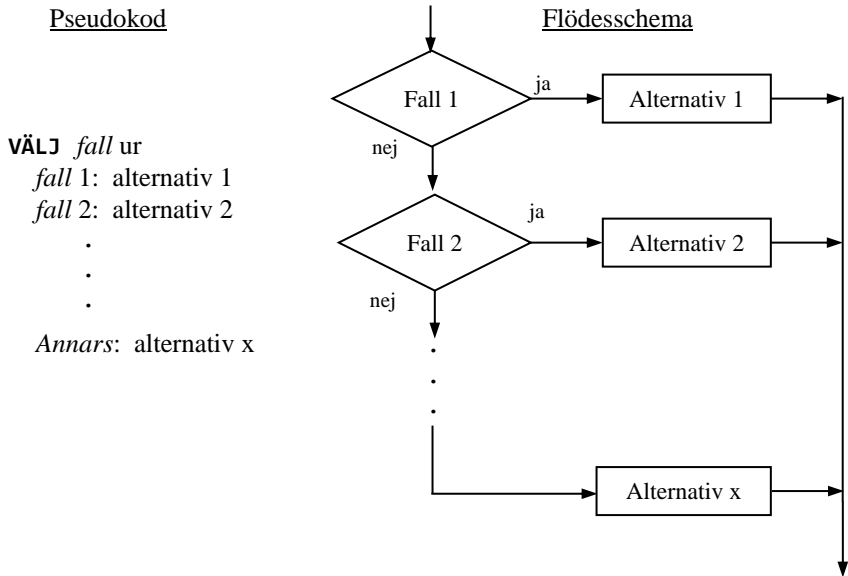 Pseudokod
VÄLJ fall ur
fall 1: alternativ 1
fall 2: alternativ 2
.
.
.
Annars: alternativ x
Flödesschema
Fall 1
ja
Alternativ 1
nej
Fall 2
ja
Alternativ 2
nej
.
.
.
Alternativ x